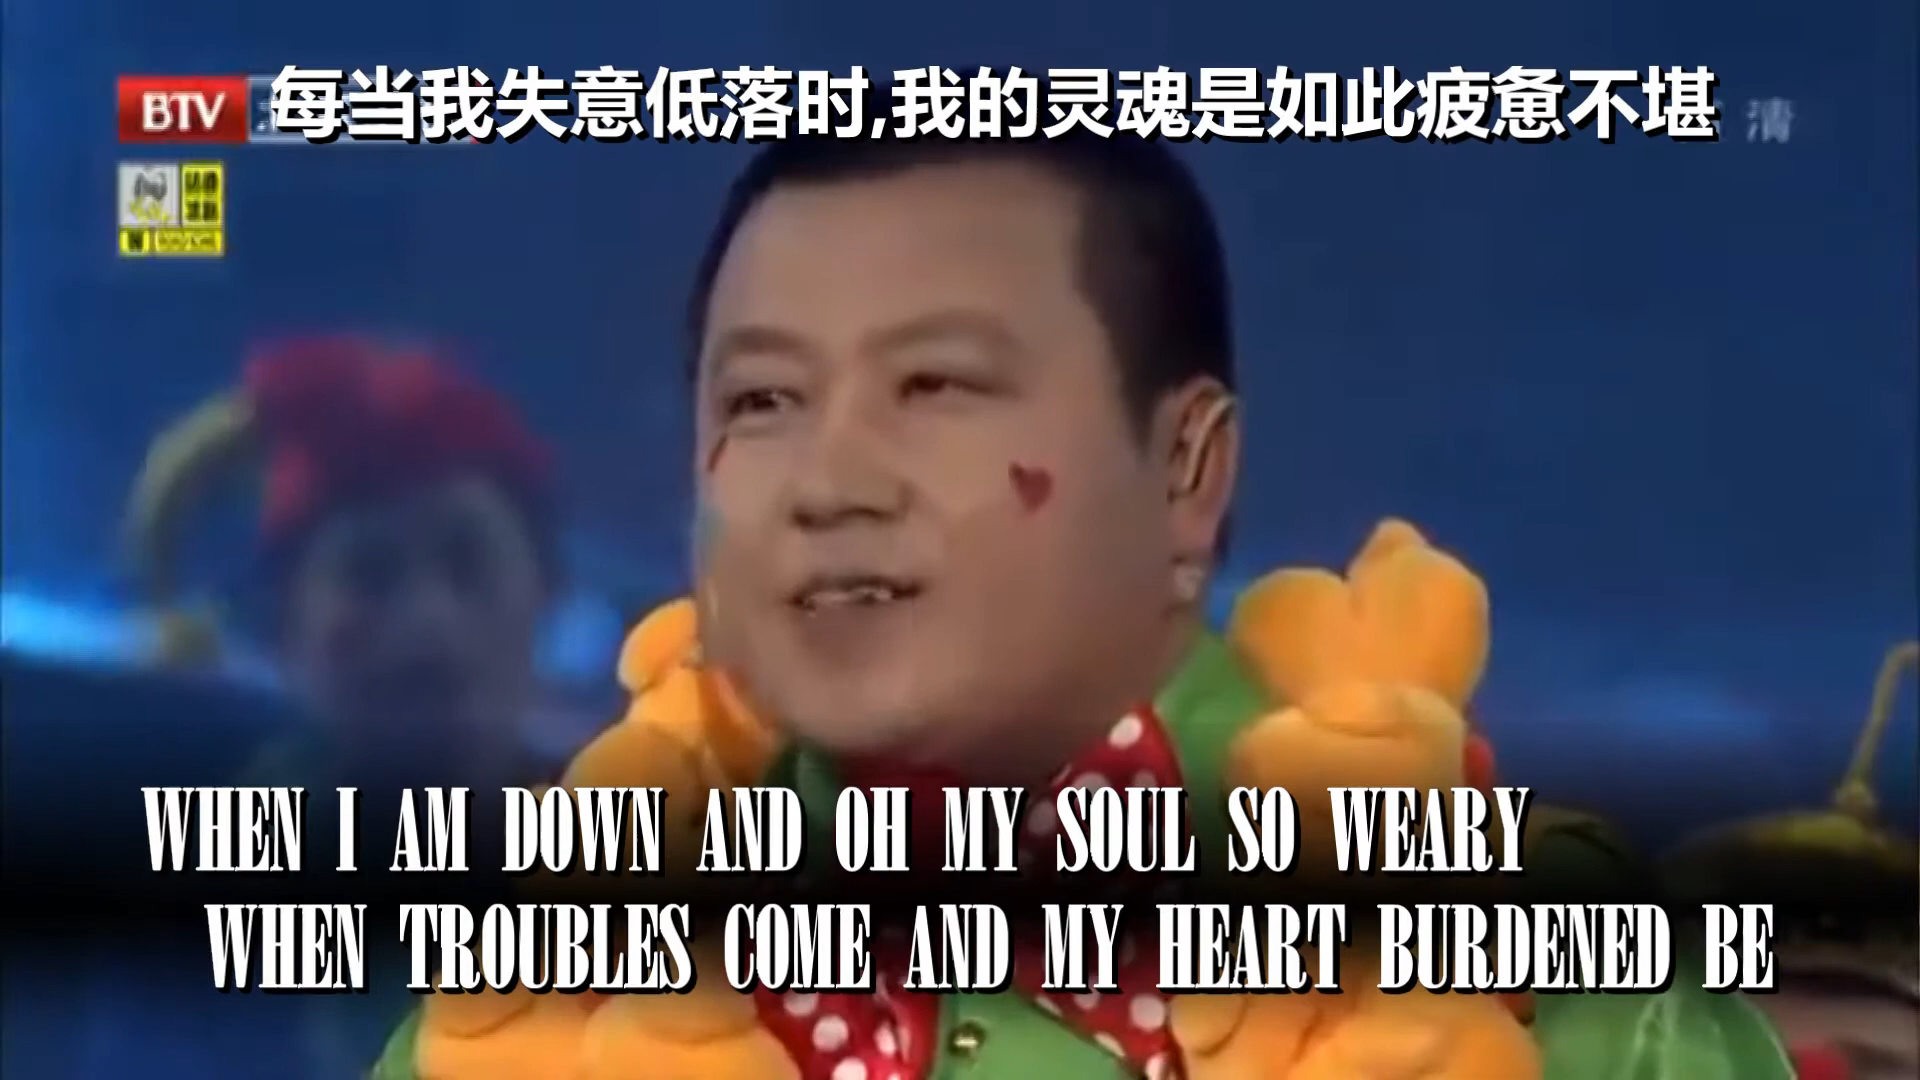 每当我失意低落时,我的灵魂是如此疲惫不堪
BTV
清
WHEN I AM DOWN AND OH MY SOUL SO WEARY
WHEN TROUBLES COME AND MY HEART BURDENED BE